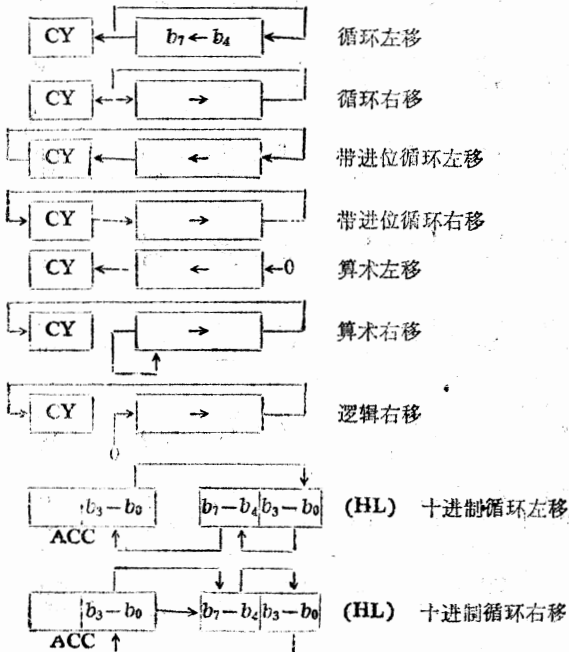 CY b₇←b₄ 循环左移
CY → 循环右移
CY ← 带进位循环左移
CY → 带进位循环右移
CY ← ←0 算术左移
CY → 算术右移
CY → 逻辑右移
0
b₃−b₀ b₇−b₄ b₃−b₀ (HL) 十进制循环左移
ACC
b₃−b₀ b₇−b₄ b₃−b₀ (HL) 十进制循环右移
ACC